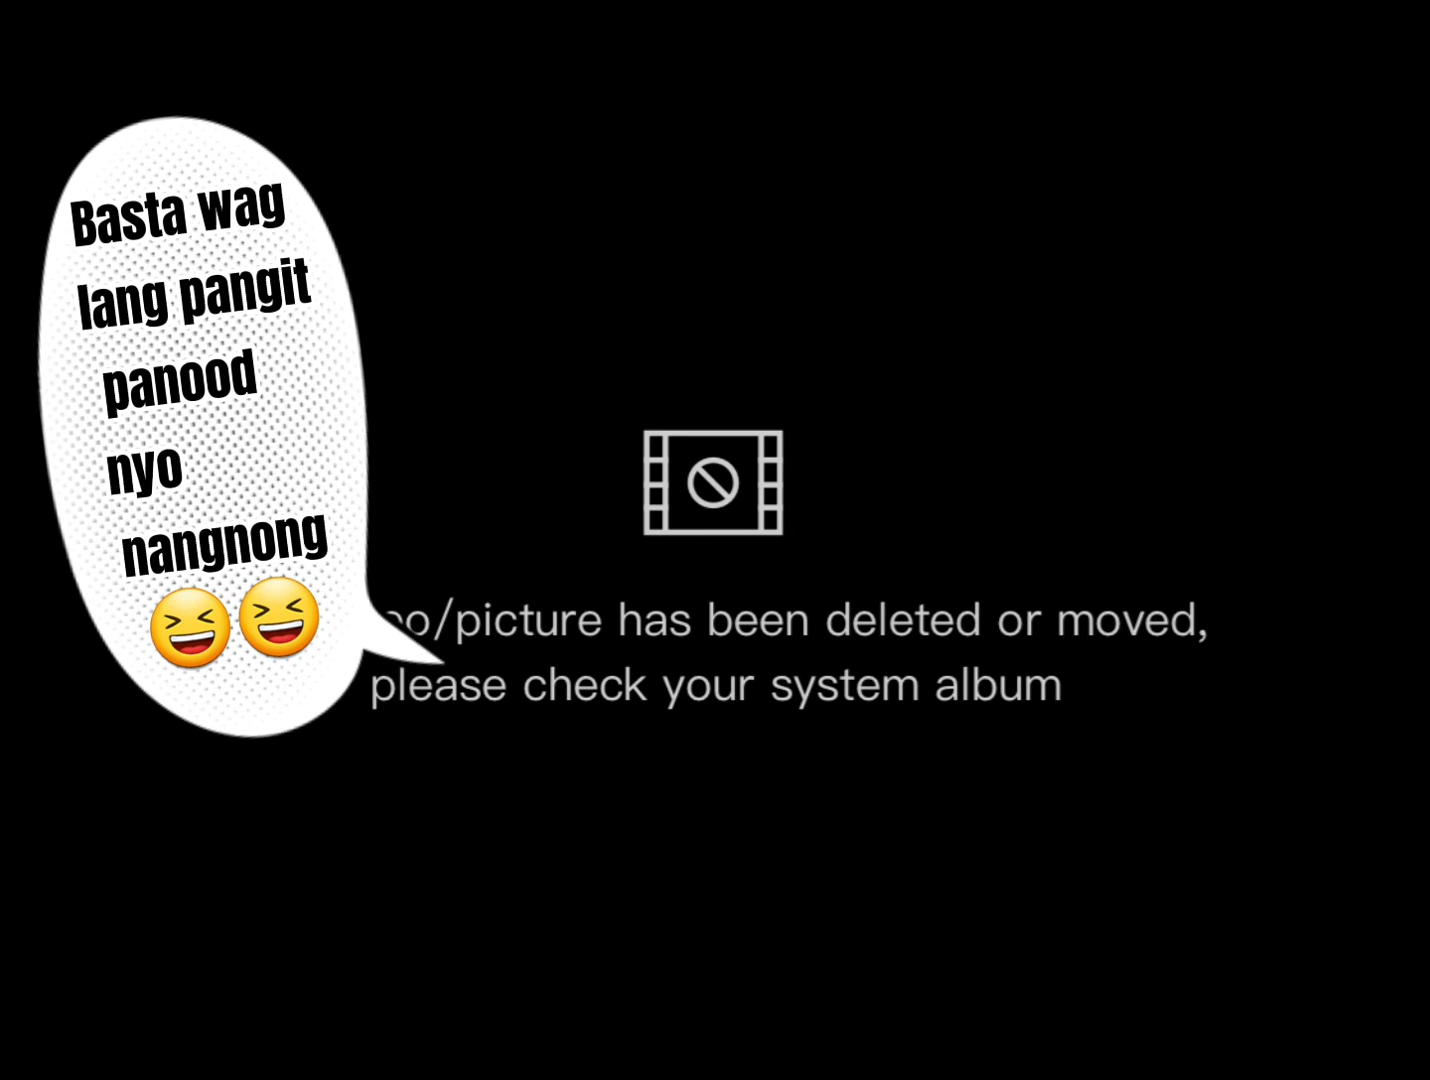 Basta wag
lang pangit
panood
nyo
nangnong
😆😆
/picture has been deleted or moved,
please check your system album